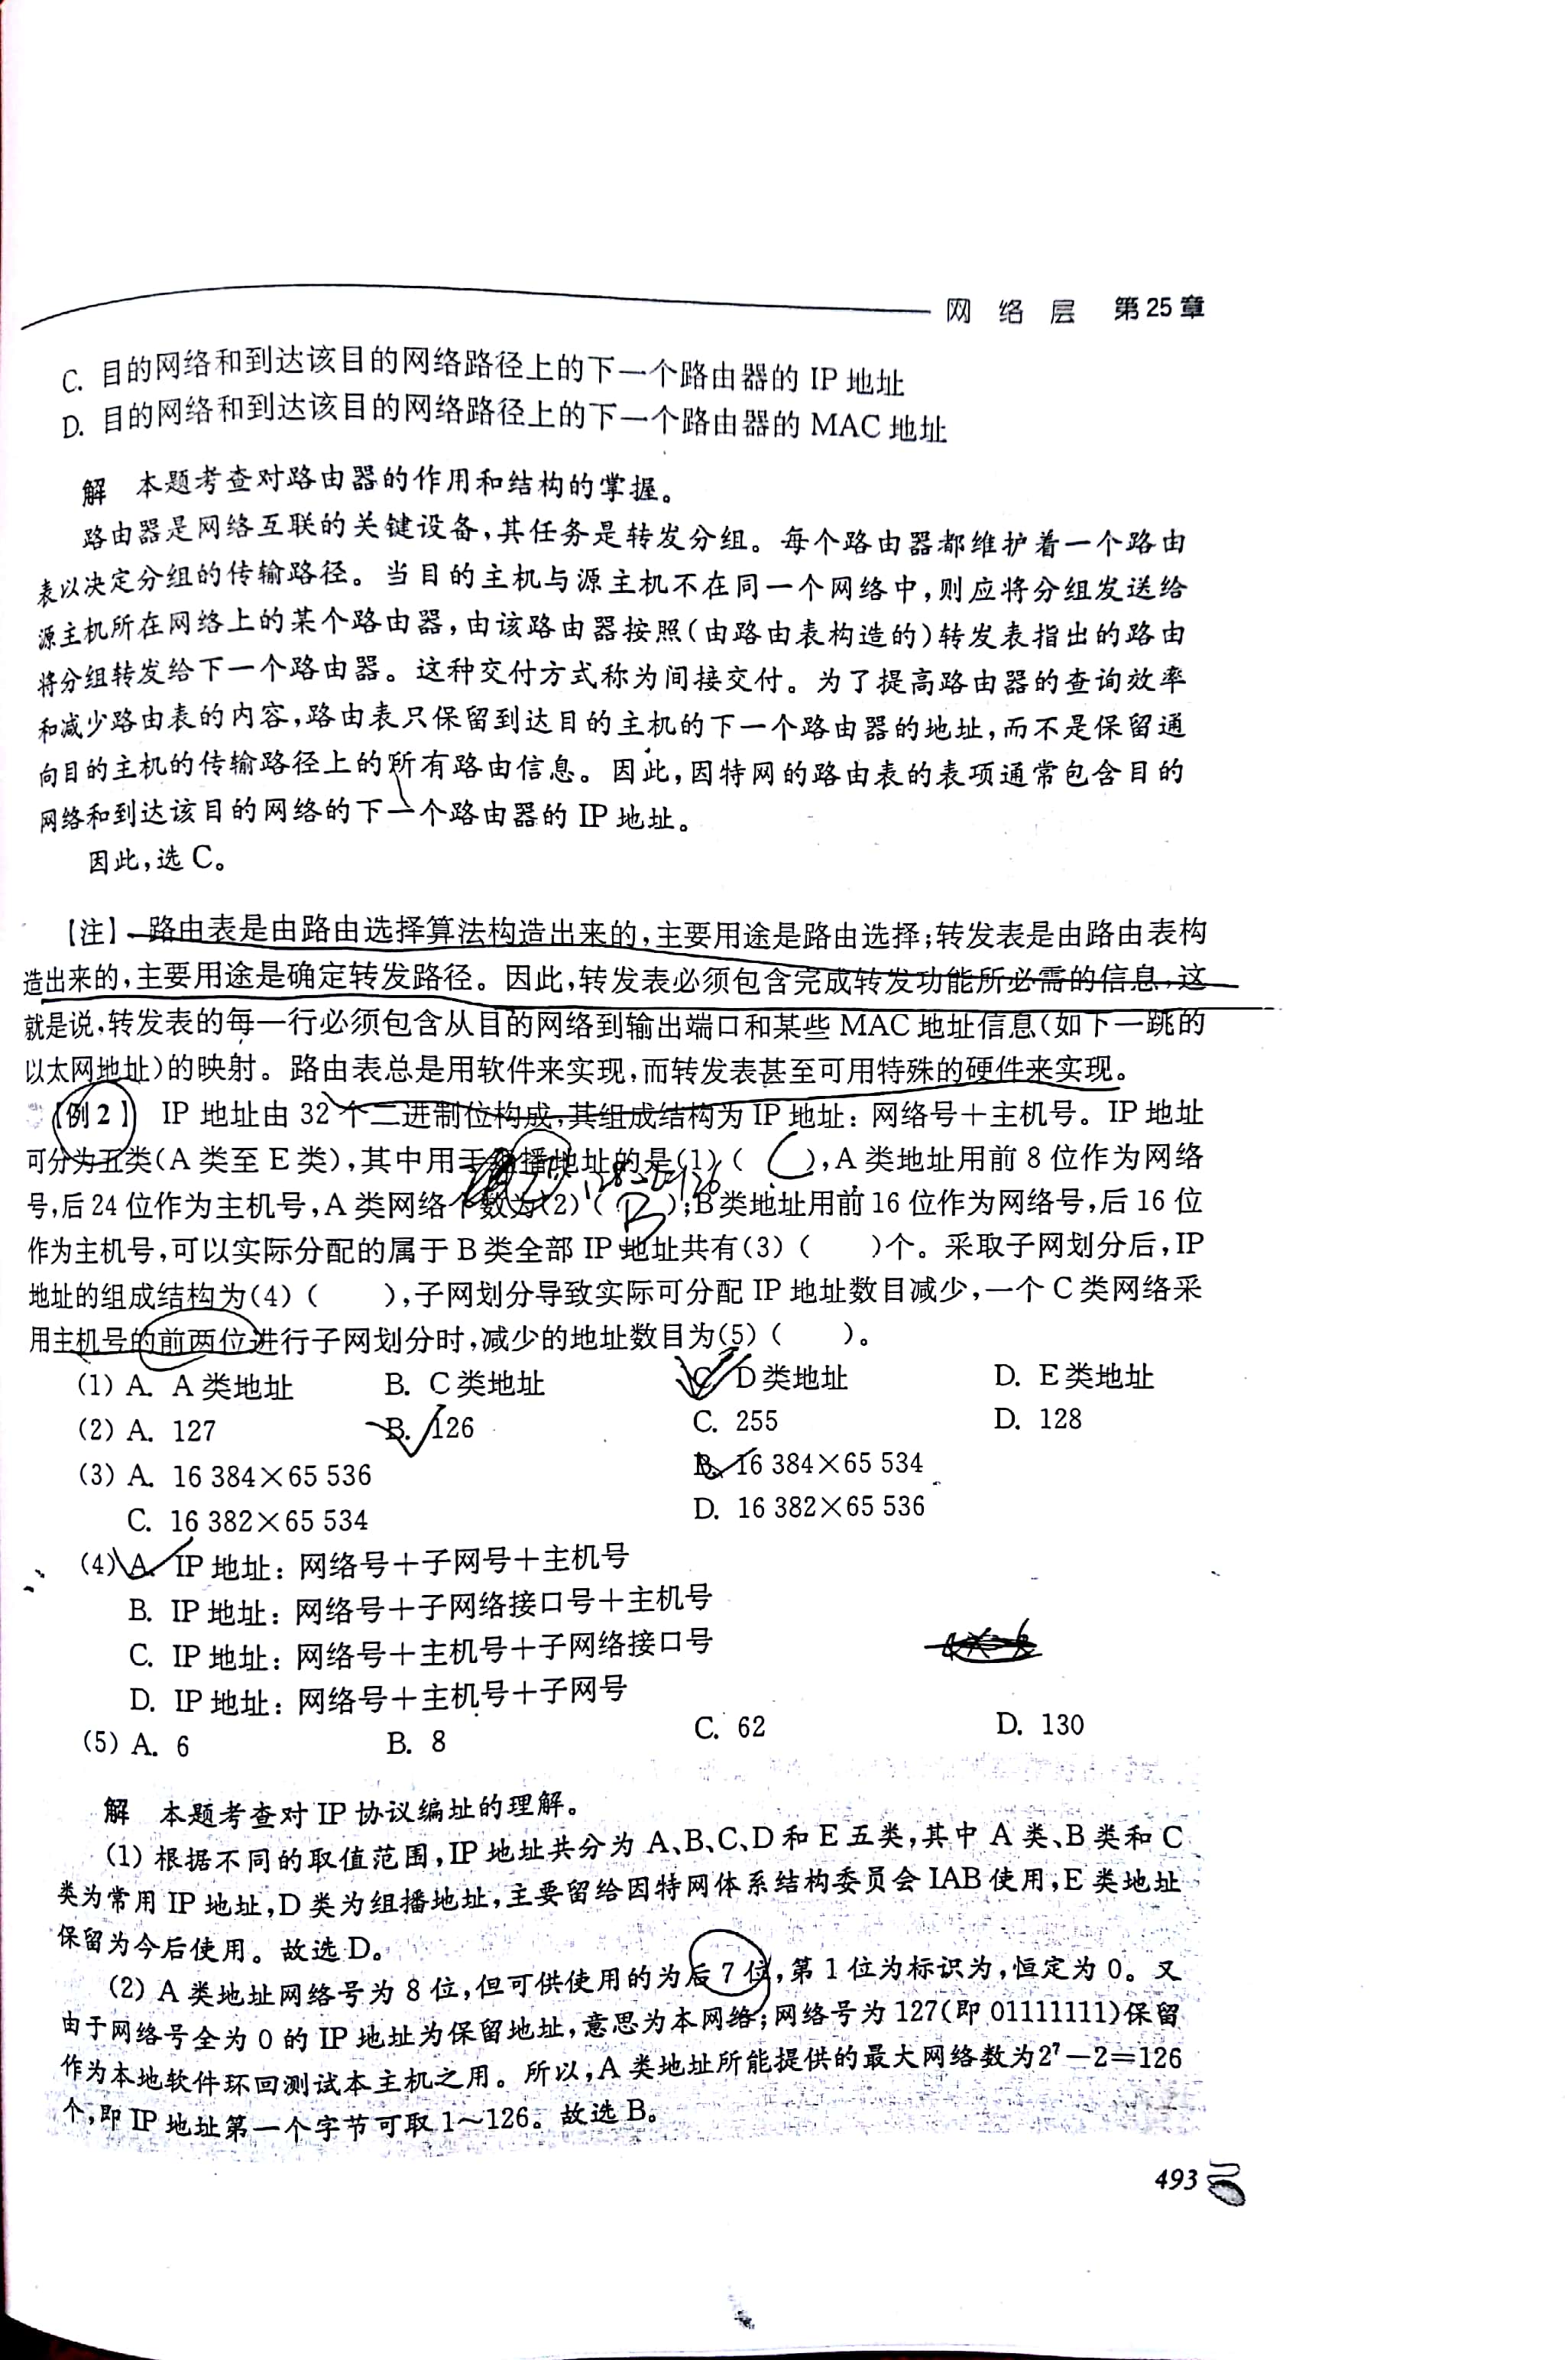 网 络 层 第25章
C. 目的网络和到达该目的网络路径上的下一个路由器的 IP 地址
D. 目的网络和到达该目的网络路径上的下一个路由器的 MAC 地址
解 本题考查对路由器的作用和结构的掌握。
路由器是网络互联的关键设备,其任务是转发分组。每个路由器都维护着一个路由
表以决定分组的传输路径。当目的主机与源主机不在同一个网络中,则应将分组发送给
源主机所在网络上的某个路由器,由该路由器按照(由路由表构造的)转发表指出的路由
将分组转发给下一个路由器。这种交付方式称为间接交付。为了提高路由器的查询效率
和减少路由表的内容,路由表只保留到达目的主机的下一个路由器的地址,而不是保留通
向目的主机的传输路径上的所有路由信息。因此,因特网的路由表的表项通常包含目的
网络和到达该目的网络的下一个路由器的 IP 地址。
因此,选 C。
【注】 路由表是由路由选择算法构造出来的,主要用途是路由选择;转发表是由路由表构
造出来的,主要用途是确定转发路径。因此,转发表必须包含完成转发功能所必需的信息,这
就是说,转发表的每一行必须包含从目的网络到输出端口和某些 MAC 地址信息(如下一跳的
以太网地址)的映射。路由表总是用软件来实现,而转发表甚至可用特殊的硬件来实现。
【例 2】 IP 地址由 32 个二进制位构成,其组成结构为 IP 地址: 网络号+主机号。IP 地址
可分为五类(A 类至 E 类),其中用于组播地址的是(1) ( C ),A 类地址用前 8 位作为网络
号,后 24 位作为主机号,A 类网络个数为(2) ( B );B 类地址用前 16 位作为网络号,后 16 位
128-2=126
作为主机号,可以实际分配的属于 B 类全部 IP 地址共有(3) ( )个。采取子网划分后,IP
地址的组成结构为(4) ( ),子网划分导致实际可分配 IP 地址数目减少,一个 C 类网络采
用主机号的前两位进行子网划分时,减少的地址数目为(5) ( )。
(1) A. A 类地址 B. C 类地址 C. D 类地址 D. E 类地址
(2) A. 127 B. 126 C. 255 D. 128
(3) A. 16 384×65 536 B. 16 384×65 534
C. 16 382×65 534 D. 16 382×65 536
(4) A. IP 地址: 网络号+子网号+主机号
B. IP 地址: 网络号+子网络接口号+主机号
C. IP 地址: 网络号+主机号+子网络接口号
D. IP 地址: 网络号+主机号+子网号
(5) A. 6 B. 8 C. 62 D. 130
解 本题考查对 IP 协议编址的理解。
(1) 根据不同的取值范围,IP 地址共分为 A、B、C、D 和 E 五类,其中 A 类、B 类和 C
类为常用 IP 地址,D 类为组播地址,主要留给因特网体系结构委员会 IAB 使用,E 类地址
保留为今后使用。故选 D。
(2) A 类地址网络号为 8 位,但可供使用的为后 7 位,第 1 位为标识为,恒定为 0。又
由于网络号全为 0 的 IP 地址为保留地址,意思为本网络;网络号为 127(即 01111111)保留
作为本地软件环回测试本主机之用。所以,A 类地址所能提供的最大网络数为2⁷-2=126
个,即 IP 地址第一个字节可取 1~126。故选 B。
493